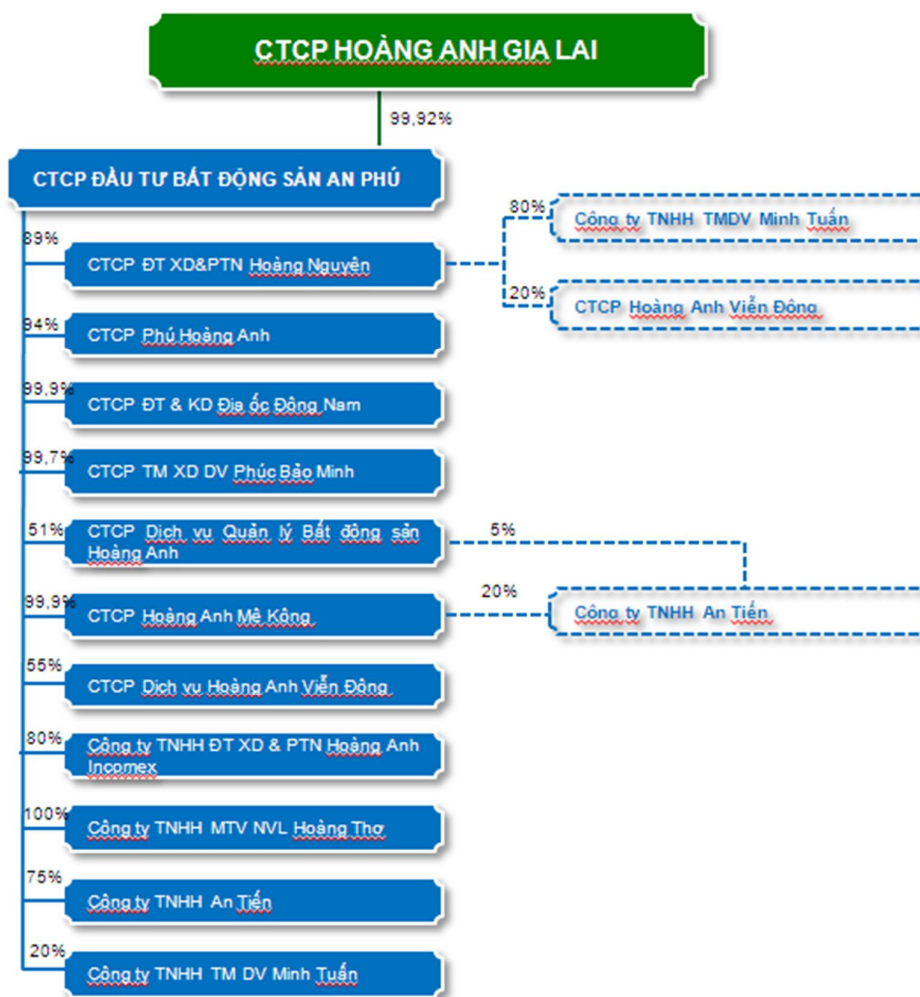 CTCP HOÀNG ANH GIA LAI
99,92%
CTCP ĐẦU TƯ BẤT ĐỘNG SẢN AN PHÚ
89%
CTCP ĐT XD&PTN Hoàng Nguyên
80%
Công ty TNHH TMDV Minh Tuấn
20%
CTCP Hoàng Anh Viễn Đông
94%
CTCP Phú Hoàng Anh
99,9%
CTCP ĐT & KD Địa ốc Đông Nam
99,7%
CTCP TM XD DV Phúc Bảo Minh
51%
CTCP Dịch vụ Quản lý Bất động sản
Hoàng Anh
5%
99,9%
CTCP Hoàng Anh Mê Kông
20%
Công ty TNHH An Tiến
55%
CTCP Dịch vụ Hoàng Anh Viễn Đông
80%
Công ty TNHH ĐT XD & PTN Hoàng Anh
Incomex
100%
Công ty TNHH MTV NVL Hoàng Thơ
75%
Công ty TNHH An Tiến
20%
Công ty TNHH TM DV Minh Tuấn